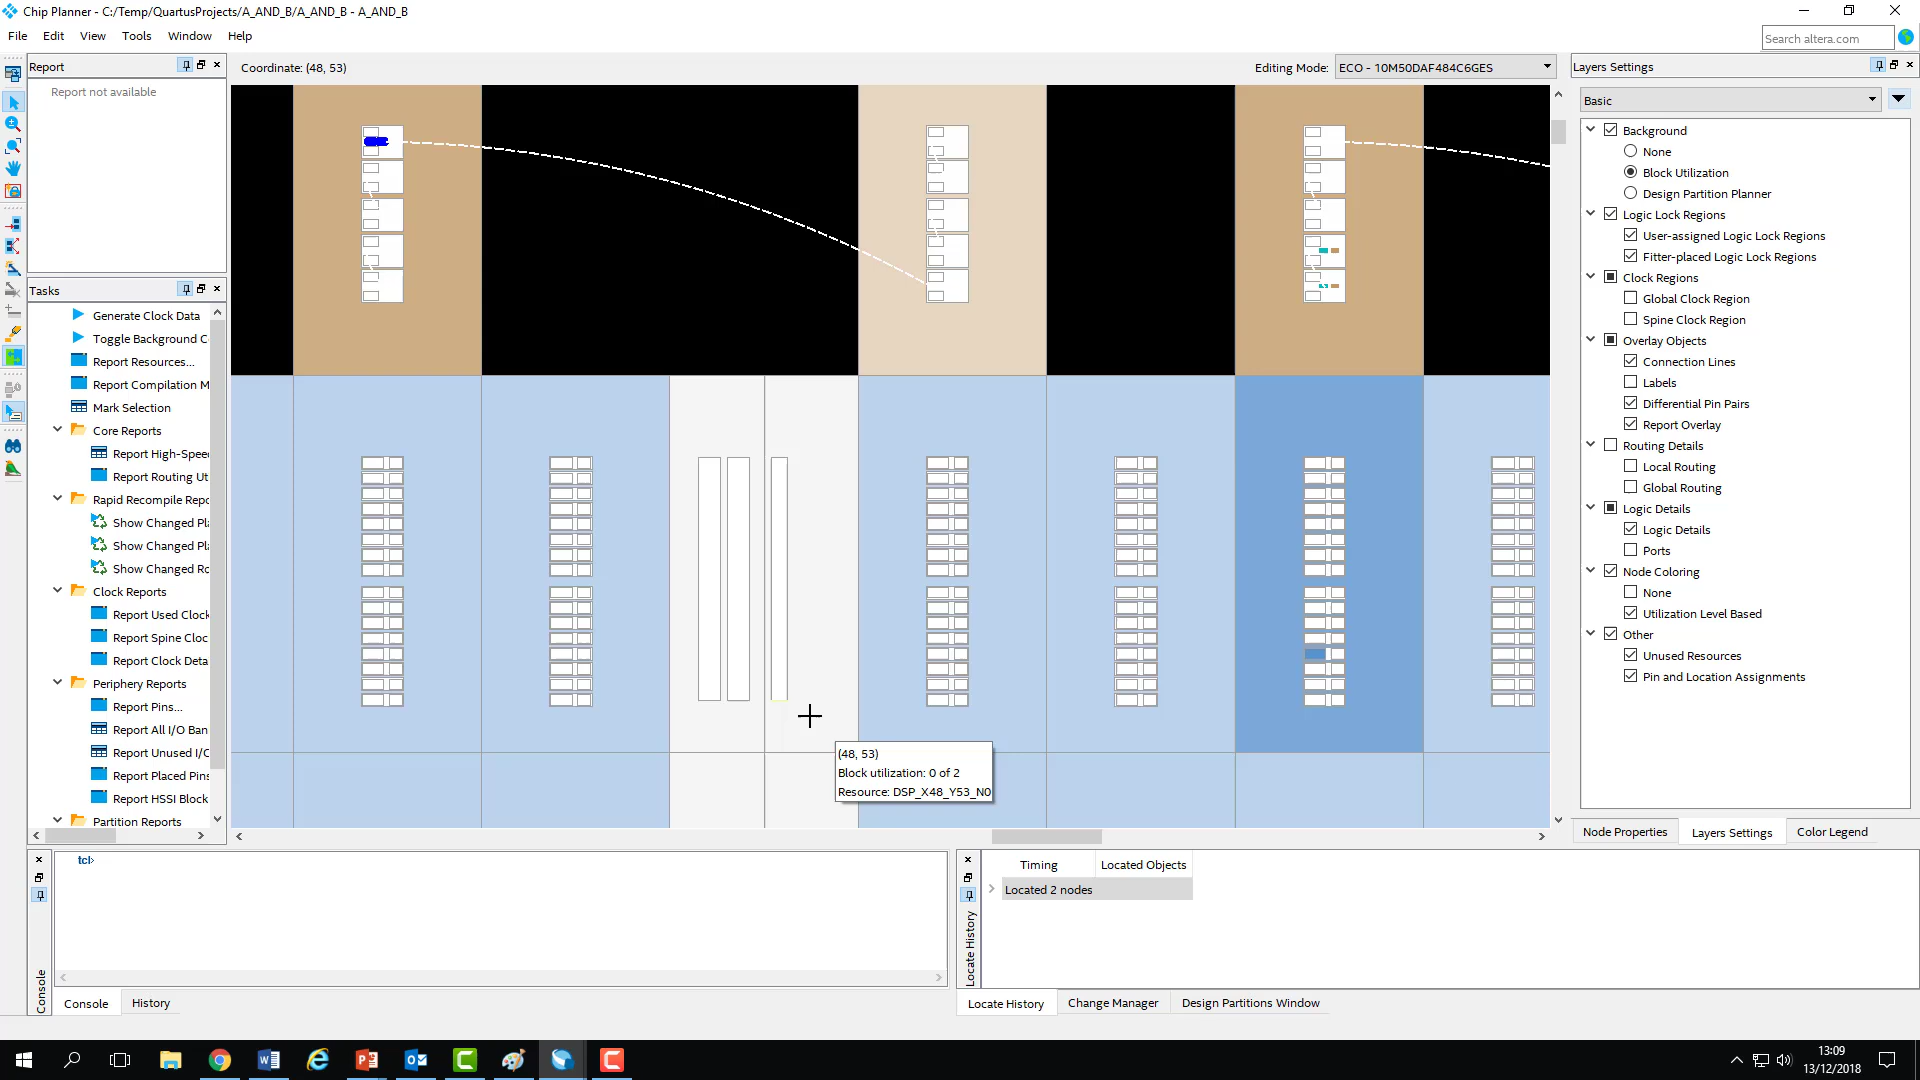 Chip Planner - C:/Temp/QuartusProjects/A_AND_B/A_AND_B - A_AND_B
File Edit View Tools Window Help
Search altera.com
Report
Report not available
Coordinate: (48, 53)
Editing Mode: ECO - 10M50DAF484C6GES
Layers Settings
Basic
Background
None
Block Utilization
Design Partition Planner
Logic Lock Regions
User-assigned Logic Lock Regions
Fitter-placed Logic Lock Regions
Clock Regions
Global Clock Region
Spine Clock Region
Overlay Objects
Connection Lines
Labels
Differential Pin Pairs
Report Overlay
Routing Details
Local Routing
Global Routing
Logic Details
Logic Details
Ports
Node Coloring
None
Utilization Level Based
Other
Unused Resources
Pin and Location Assignments
Node Properties Layers Settings Color Legend
Tasks
Generate Clock Data
Toggle Background C
Report Resources...
Report Compilation M
Mark Selection
Core Reports
Report High-Spee
Report Routing Ut
Rapid Recompile Repo
Show Changed Pla
Show Changed Pla
Show Changed Ro
Clock Reports
Report Used Clock
Report Spine Cloc
Report Clock Deta
Periphery Reports
Report Pins...
Report All I/O Ban
Report Unused I/O
Report Placed Pins
Report HSSI Block
Partition Reports
(48, 53)
Block utilization: 0 of 2
Resource: DSP_X48_Y53_N0
tcl>
Console
Console History
Timing Located Objects
Located 2 nodes
Locate History
Locate History Change Manager Design Partitions Window
13:09
13/12/2018